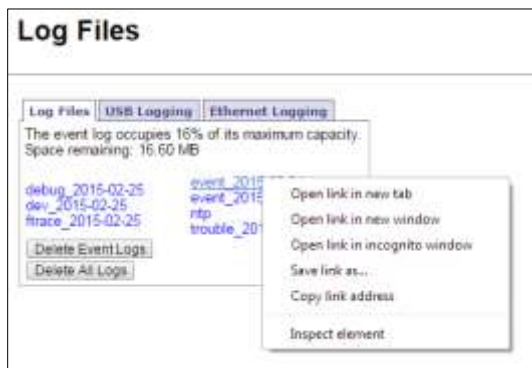 Log Files
Log Files USB Logging Ethernet Logging
The event log occupies 16% of its maximum capacity.
Space remaining: 16.60 MB
debug_2015-02-25
dev_2015-02-25
ftrace_2015-02-25
event_2015
event_2015
ntp
trouble_201
Delete Event Logs
Delete All Logs
Open link in new tab
Open link in new window
Open link in incognito window
Save link as...
Copy link address
Inspect element